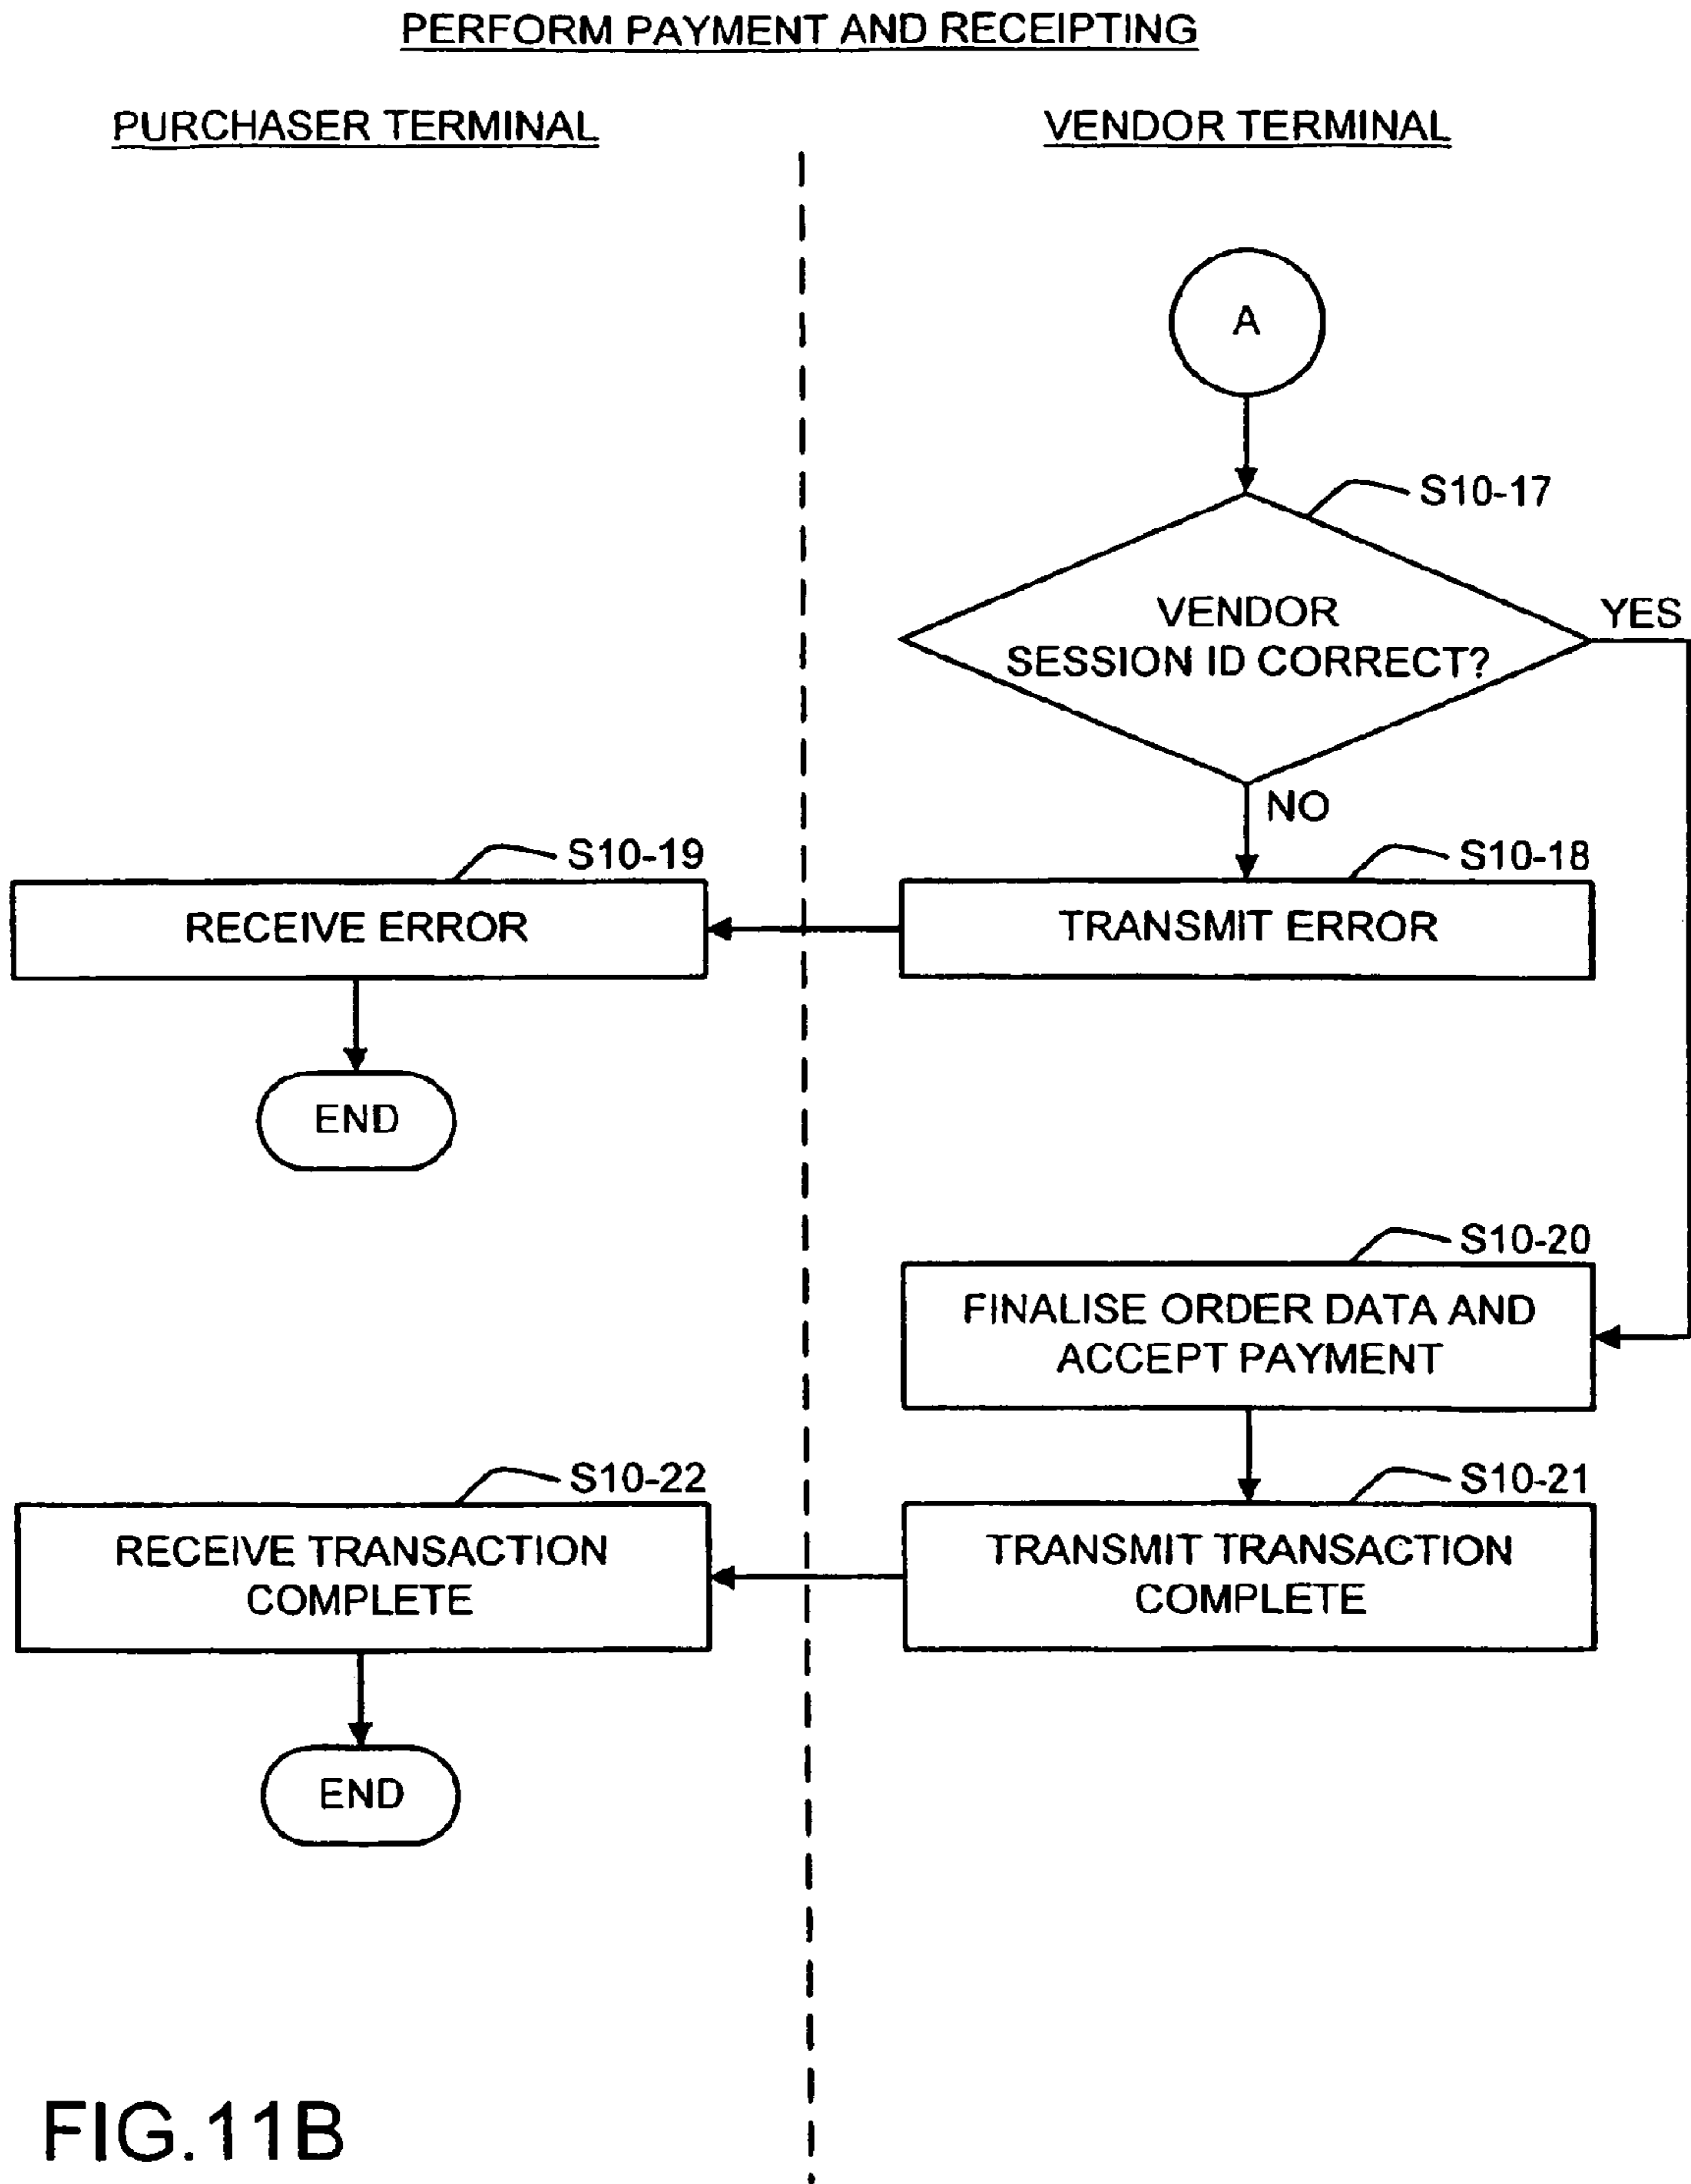 PERFORM PAYMENT AND RECEIPTING
PURCHASER TERMINAL
VENDOR TERMINAL
A
S10-17
VENDOR
SESSION ID CORRECT?
YES
NO
S10-19
S10-18
RECEIVE ERROR
TRANSMIT ERROR
END
S10-20
FINALISE ORDER DATA AND
ACCEPT PAYMENT
S10-22
S10-21
RECEIVE TRANSACTION
COMPLETE
TRANSMIT TRANSACTION
COMPLETE
END
FIG.11B